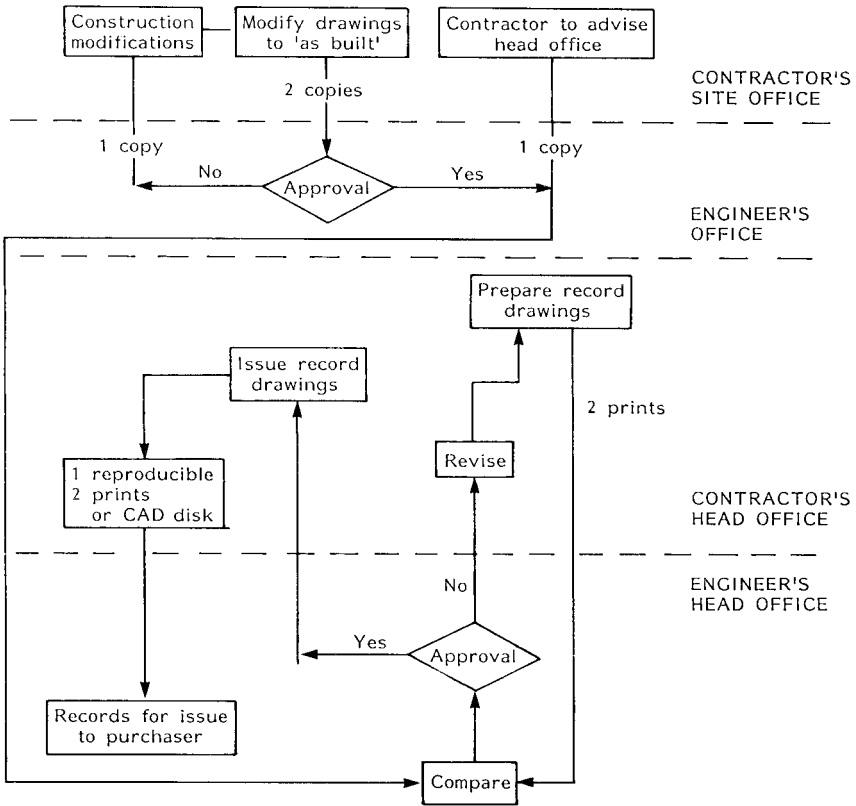 Construction
modifications
Modify drawings
to 'as built'
Contractor to advise
head office
2 copies
CONTRACTOR'S
SITE OFFICE
1 copy
1 copy
No
Approval
Yes
ENGINEER'S
OFFICE
Prepare record
drawings
Issue record
drawings
2 prints
Revise
1 reproducible
2 prints
or CAD disk
CONTRACTOR'S
HEAD OFFICE
No
ENGINEER'S
HEAD OFFICE
Yes
Approval
Records for issue
to purchaser
Compare